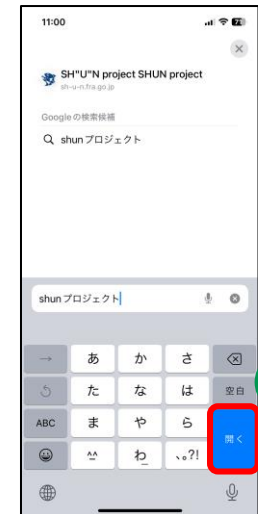 11:00
SH"U"N project SHUN project
sh-u-n.fra.go.jp
Googleの検索候補
shun プロジェクト
shun プロジェクト
→ あ か さ
た な は 空白
ABC ま や ら 開く
^^ わ_ 、。?!